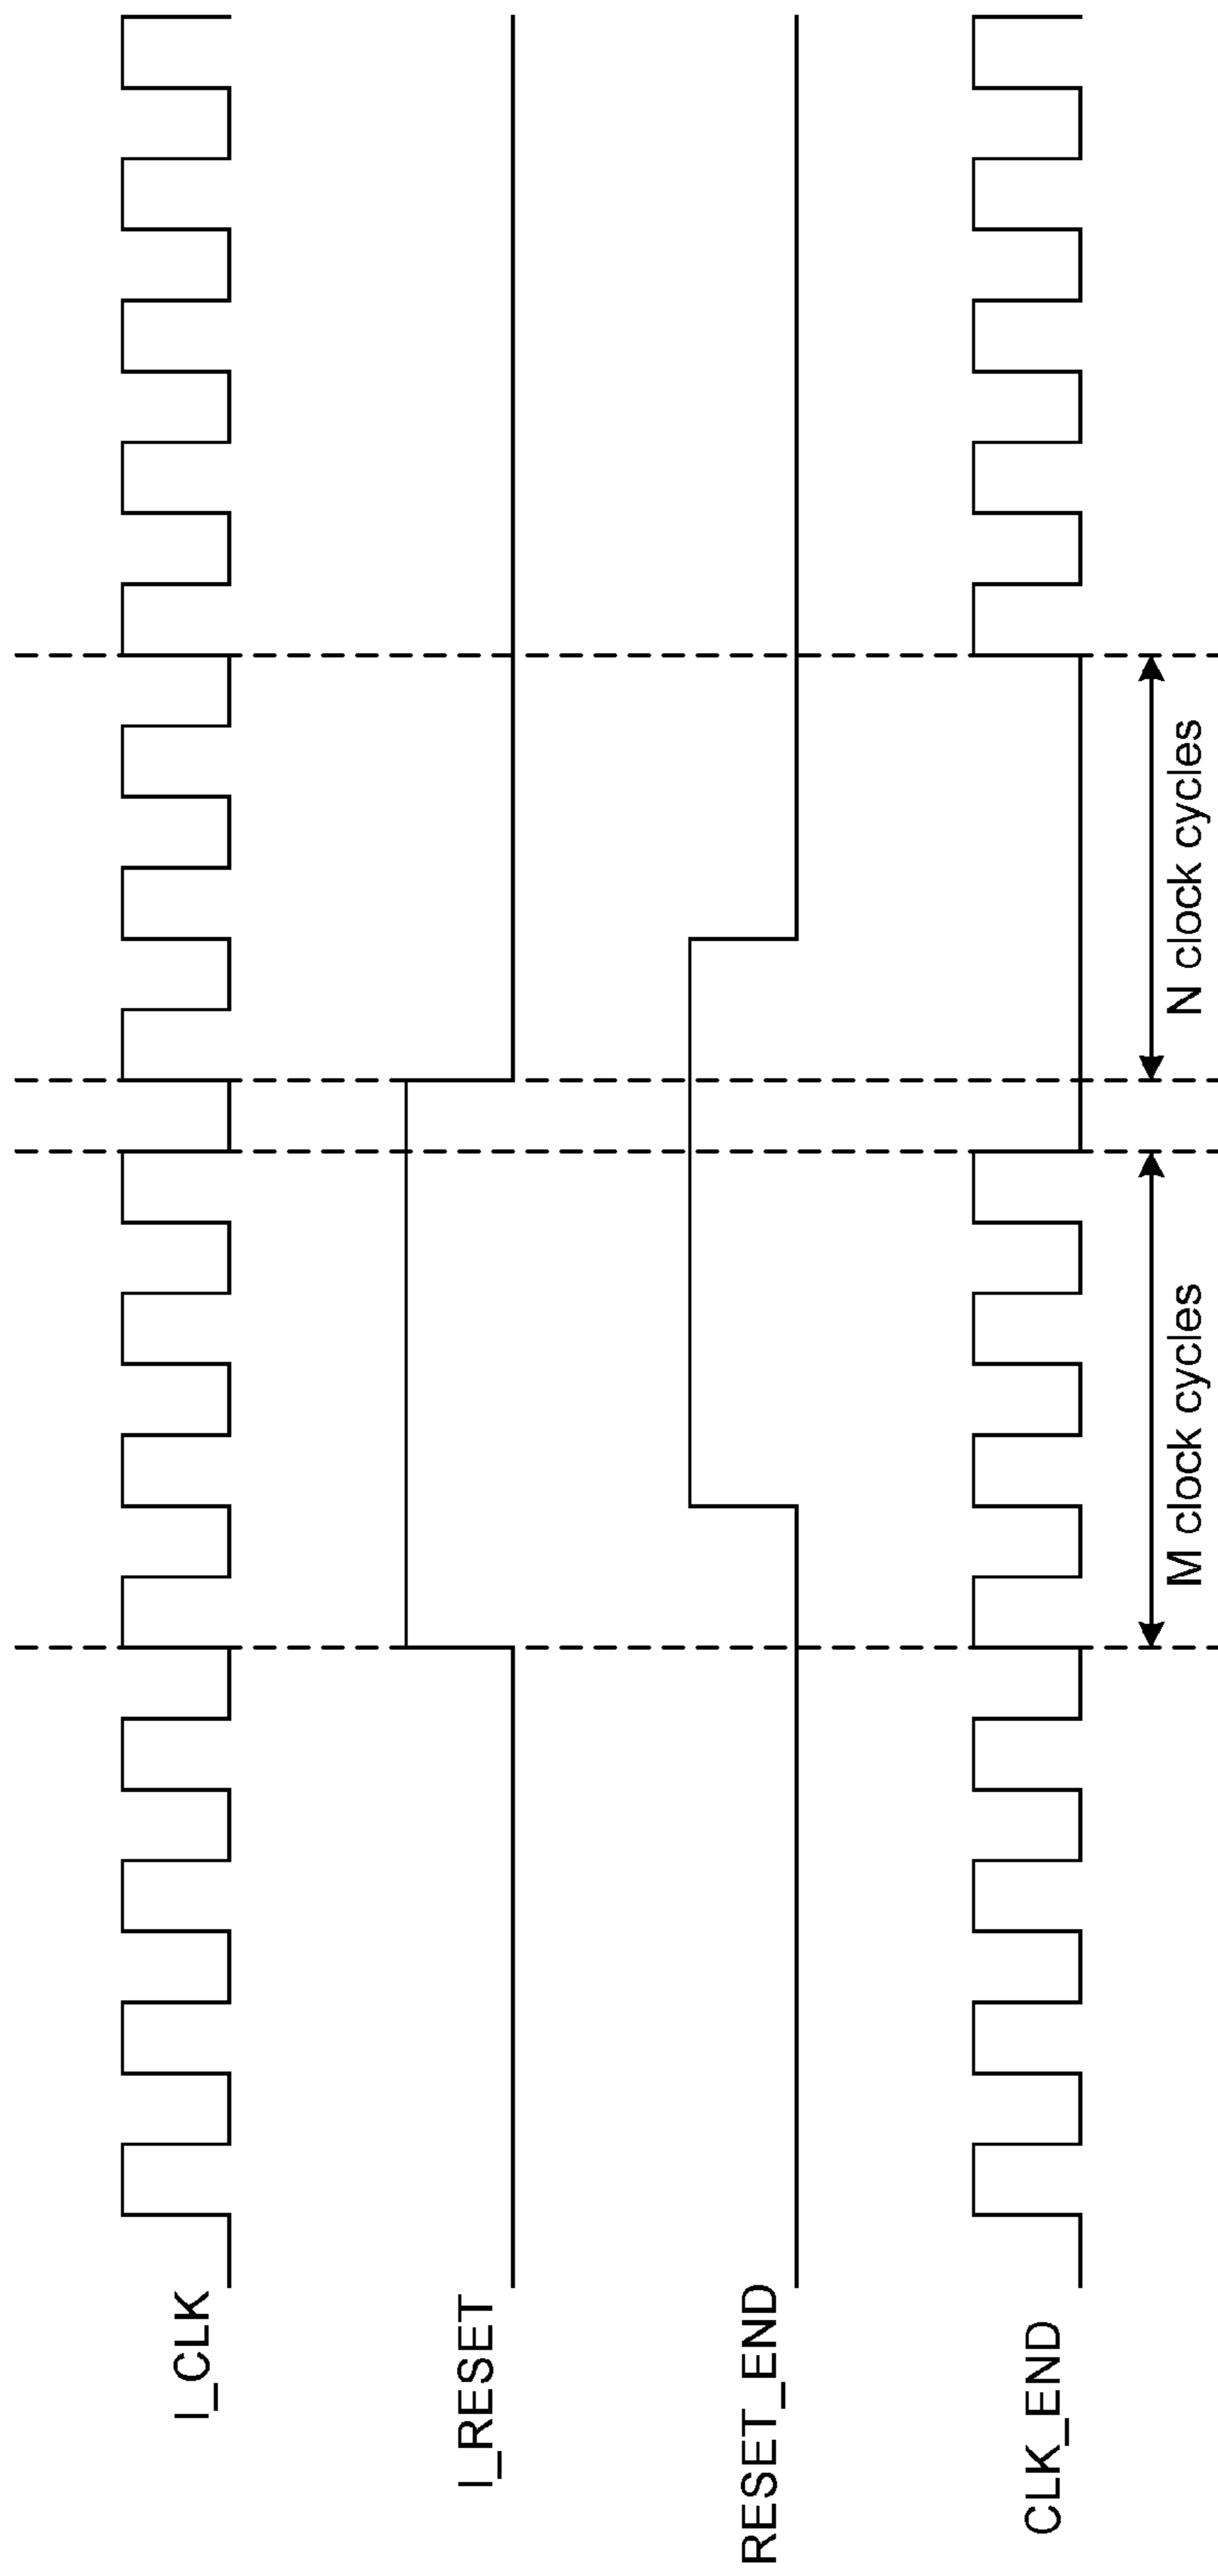 I_CLK
I_RESET
RESET_END
CLK_END
M clock cycles
N clock cycles